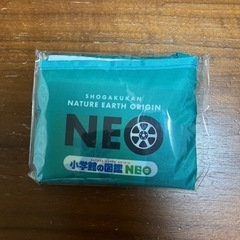 SHOGAKUKAN
NATURE EARTH ORIGIN
NEO
小学館の図鑑 NEO